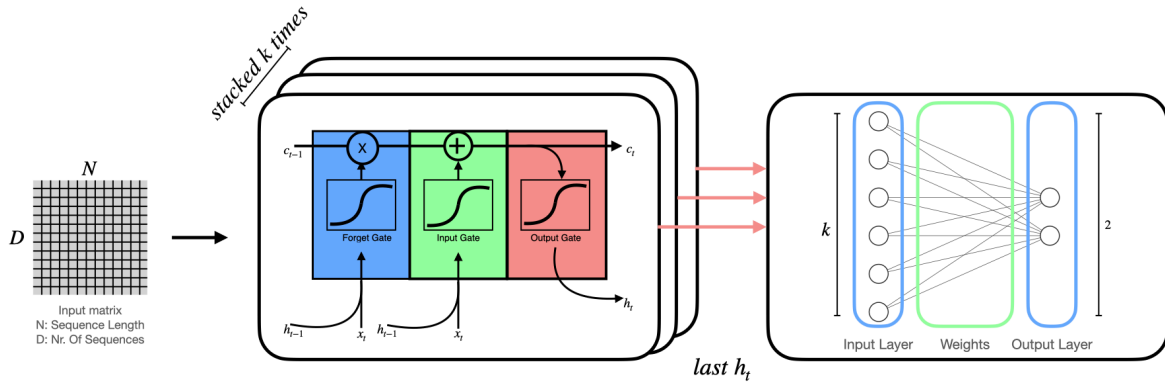 N
D
Input matrix
N: Sequence Length
D: Nr. Of Sequences
stacked k times
c_{t-1}
x
+
c_t
Forget Gate
Input Gate
Output Gate
h_{t-1}
x_t
h_{t-1}
x_t
h_t
last h_t
k
2
Input Layer
Weights
Output Layer